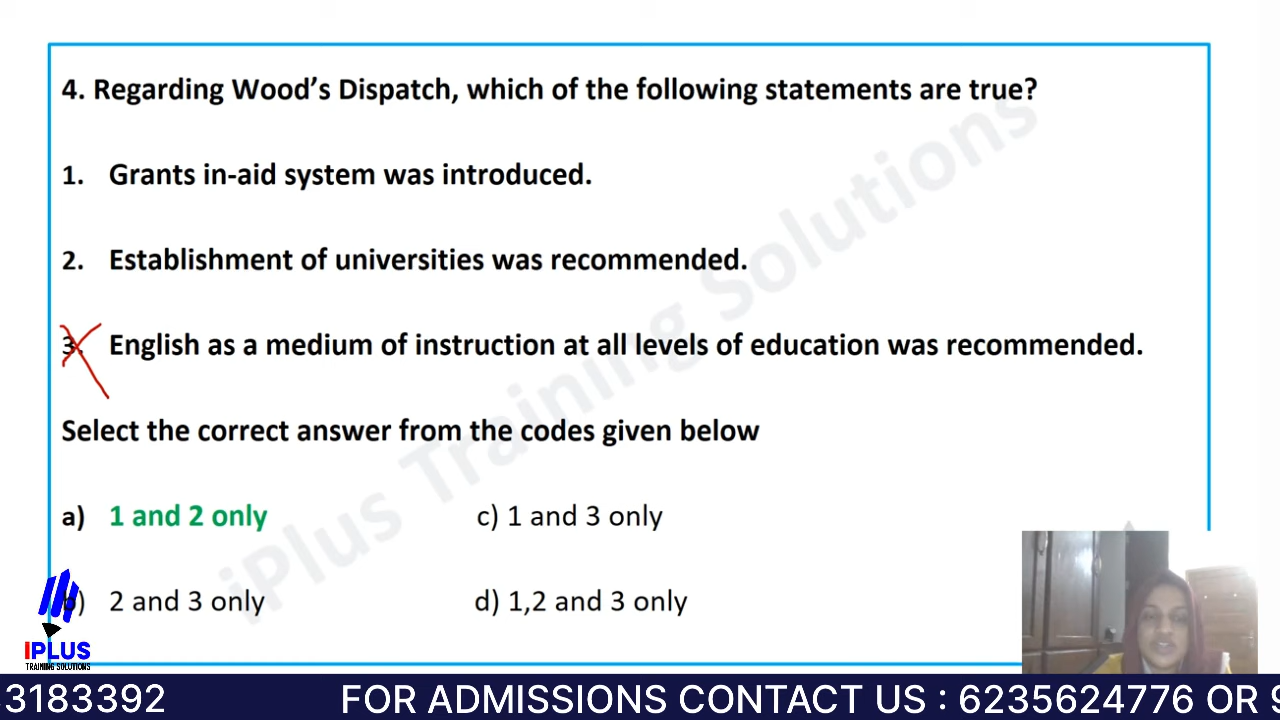 4. Regarding Wood's Dispatch, which of the following statements are true?
1. Grants in-aid system was introduced.
2. Establishment of universities was recommended.
3. English as a medium of instruction at all levels of education was recommended.
Select the correct answer from the codes given below
a) 1 and 2 only
c) 1 and 3 only
b) 2 and 3 only
d) 1,2 and 3 only
iPlus Training Solutions
IPLUS
TRAINING SOLUTIONS
3183392 FOR ADMISSIONS CONTACT US : 6235624776 OR